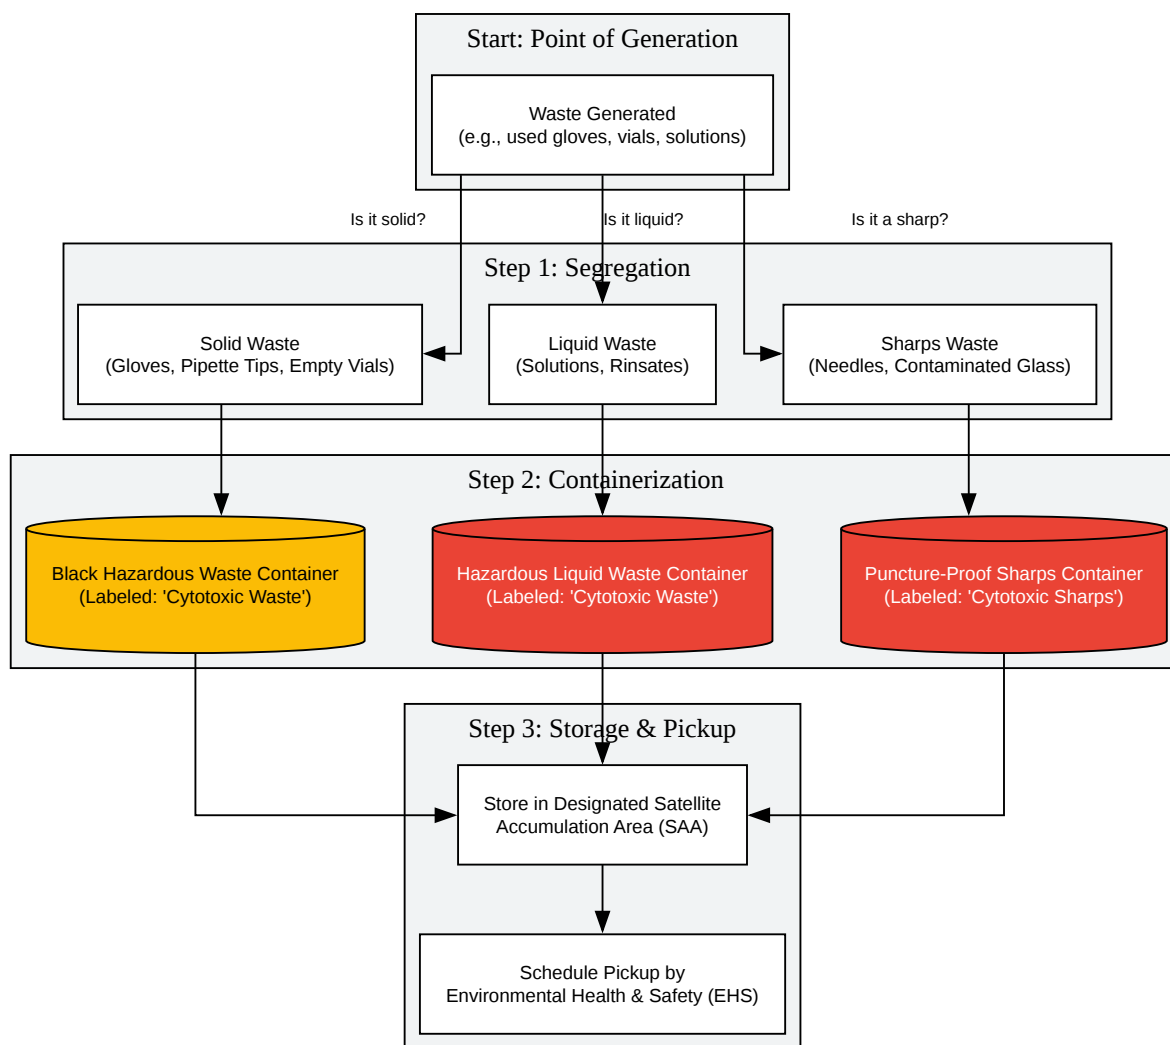 Start: Point of Generation
Waste Generated
(e.g., used gloves, vials, solutions)
Is it solid?
Is it liquid?
Is it a sharp?
Step 1: Segregation
Solid Waste
(Gloves, Pipette Tips, Empty Vials)
Liquid Waste
(Solutions, Rinsates)
Sharps Waste
(Needles, Contaminated Glass)
Step 2: Containerization
Black Hazardous Waste Container
(Labeled: 'Cytotoxic Waste')
Hazardous Liquid Waste Container
(Labeled: 'Cytotoxic Waste')
Puncture-Proof Sharps Container
(Labeled: 'Cytotoxic Sharps')
Step 3: Storage & Pickup
Store in Designated Satellite
Accumulation Area (SAA)
Schedule Pickup by
Environmental Health & Safety (EHS)